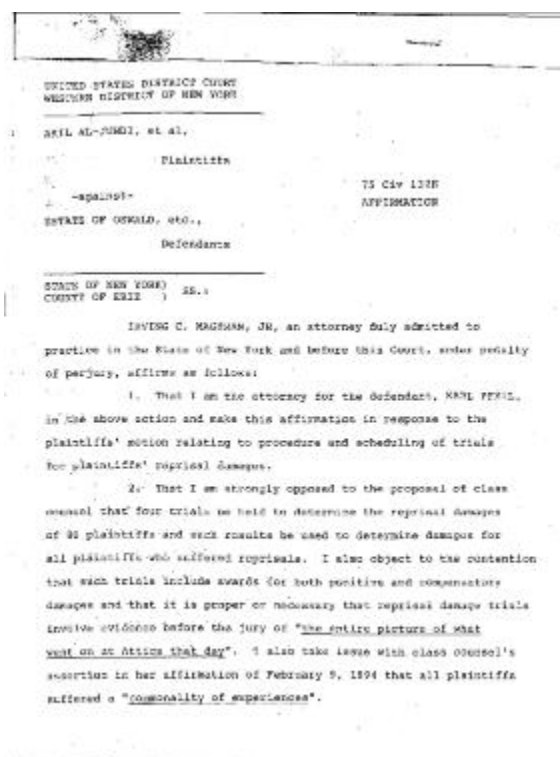 UNITED STATES DISTRICT COURT
WESTERN DISTRICT OF NEW YORK
AKIL AL-JUNDI, et al,
Plaintiffs
-against-
75 Civ
AFFIRMATION
ESTATE OF OSWALD, etc.,
Defendants
STATE OF NEW YORK)
COUNTY OF ERIE ) SS.:
IRVING C. MAGHRAN, JR, an attorney duly admitted to
practice in the State of New York and before this Court, under penalty
of perjury, affirms as follows:
1. That I am the attorney for the defendant, KARL PFEIL,
in the above action and make this affirmation in response to the
plaintiffs' motion relating to procedure and scheduling of trials
for plaintiffs' reprisal damages.
2. That I am strongly opposed to the proposal of class
counsel that four trials be held to determine the reprisal damages
of plaintiffs and such results be used to determine damages for
all plaintiffs who suffered reprisals. I also object to the contention
that such trials include awards for both punitive and compensatory
damages and that it is proper or necessary that reprisal damage trials
involve evidence before the jury of "the entire picture of what
went on at Attica that day". I also take issue with class counsel's
assertion in her affirmation of February 9, 1994 that all plaintiffs
suffered a "commonality of experiences".